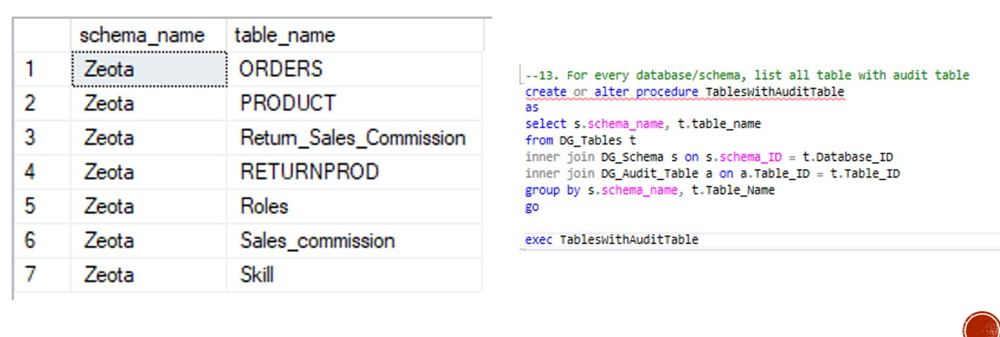 schema_name table_name
1 Zeota ORDERS
2 Zeota PRODUCT
3 Zeota Return_Sales_Commission
4 Zeota RETURNPROD
5 Zeota Roles
6 Zeota Sales_commission
7 Zeota Skill
--13. For every database/schema, list all table with audit table
create or alter procedure TablesWithAuditTable
as
select s.schema_name, t.table_name
from DG_Tables t
inner join DG_Schema s on s.schema_ID = t.Database_ID
inner join DG_Audit_Table a on a.Table_ID = t.Table_ID
group by s.schema_name, t.Table_Name
go
exec TablesWithAuditTable